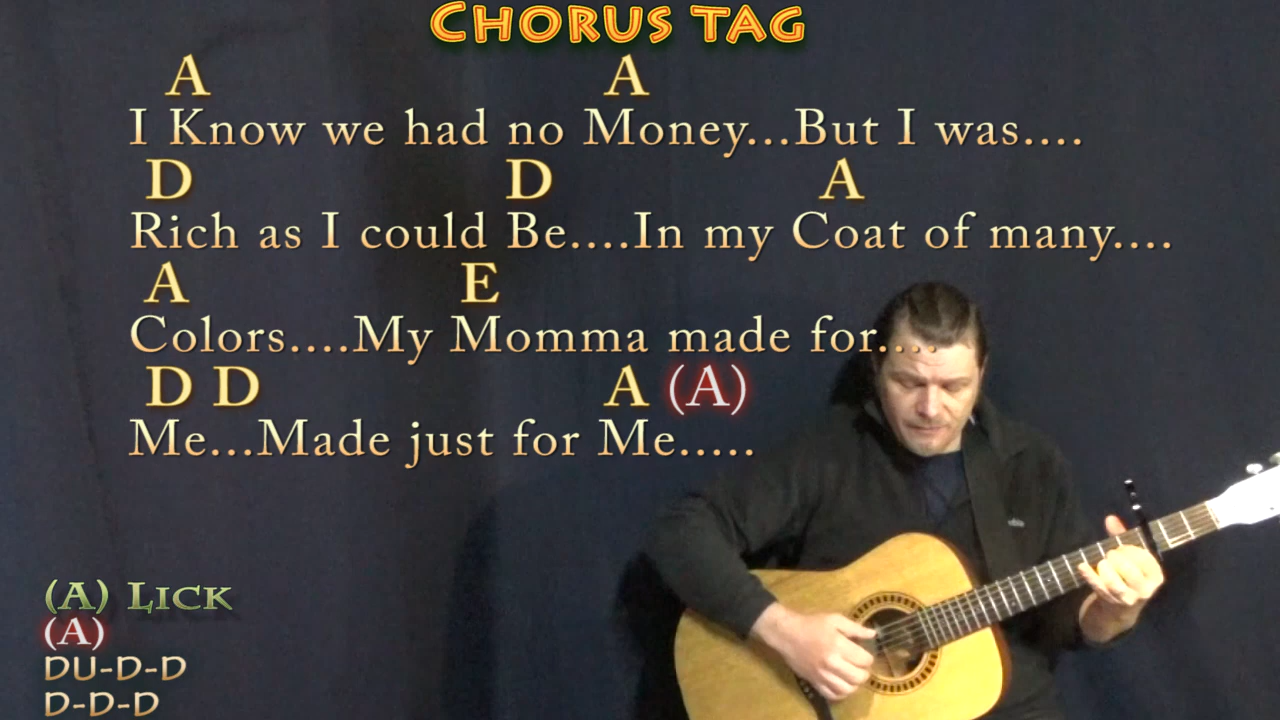 CHORUS TAG
A A
I Know we had no Money...But I was....
D D A
Rich as I could Be....In my Coat of many....
A E
Colors....My Momma made for....
D D A (A)
Me...Made just for Me.....
(A) LICK
(A)
DU-D-D
D-D-D